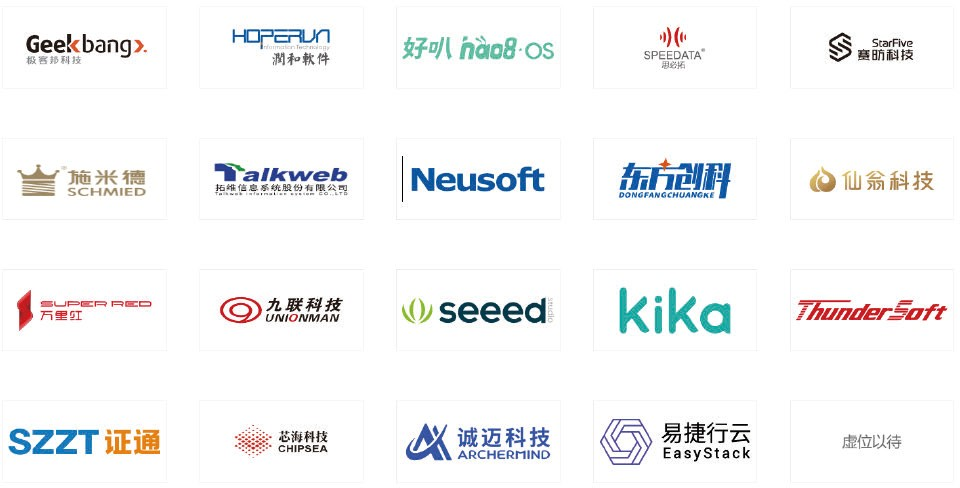 Geekbang>.
极客邦科技
HOPERUN
Information Technology
潤和軟件
好叭 hao8·OS
SPEEDATA®
思必拓
StarFive
赛昉科技
施米德
SCHMIED
Talkweb
拓维信息系统股份有限公司
Talkweb information system CO.,LTD
Neusoft
东方创科
DONGFANGCHUANGKE
仙翁科技
SUPER RED
万里红
九联科技
UNIONMAN
seeed
studio
kika
ThunderSoft
SZZT 证通
芯海科技
CHIPSEA
诚迈科技
ARCHERMIND
易捷行云
EasyStack
虚位以待